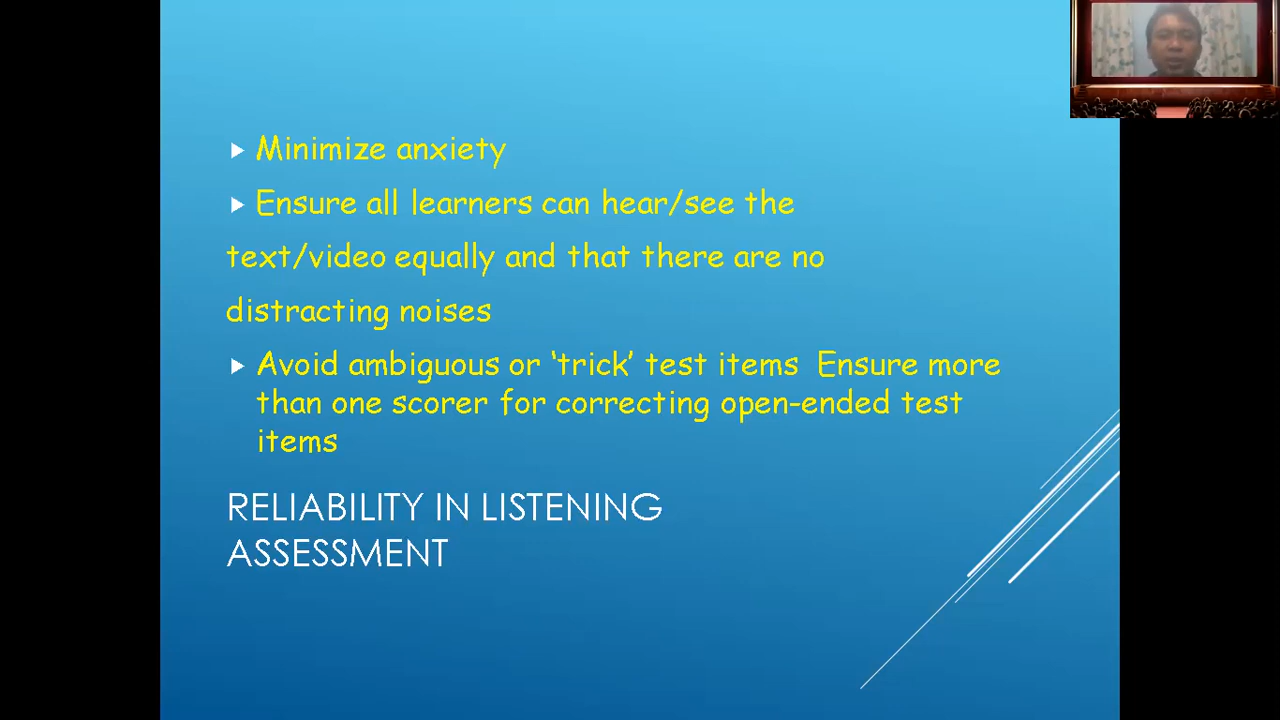 Minimize anxiety
Ensure all learners can hear/see the
text/video equally and that there are no
distracting noises
Avoid ambiguous or ‘trick’ test items  Ensure more
than one scorer for correcting open-ended test
items
RELIABILITY IN LISTENING
ASSESSMENT